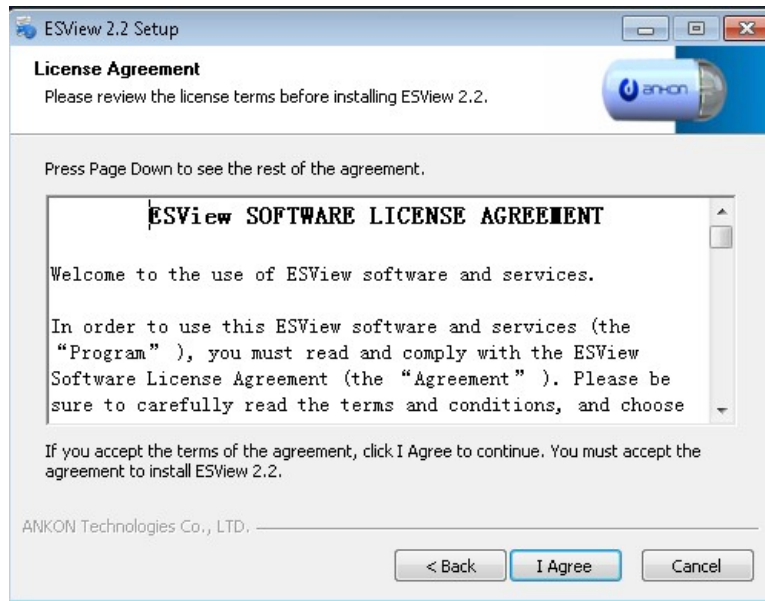 ESView 2.2 Setup
License Agreement
Please review the license terms before installing ESView 2.2.
ankon
Press Page Down to see the rest of the agreement.
ESView SOFTWARE LICENSE AGREEMENT
Welcome to the use of ESView software and services.
In order to use this ESView software and services (the
“Program” ), you must read and comply with the ESView
Software License Agreement (the “Agreement” ). Please be
sure to carefully read the terms and conditions, and choose
If you accept the terms of the agreement, click I Agree to continue. You must accept the
agreement to install ESView 2.2.
ANKON Technologies Co., LTD.
< Back
I Agree
Cancel